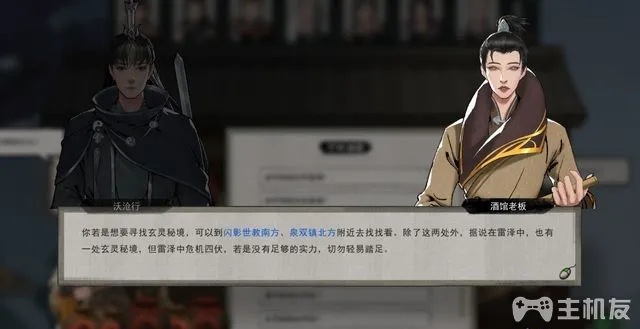 沃沧行
酒馆老板
你若是想要寻找玄灵秘境，可以到闪彰世教南方、泉双镇北方附近去找找看。除了这两处外，据说在雷泽中，也有
一处玄灵秘境，但雷泽中危机四伏，若是没有足够的实力，切勿轻易踏足。
主机友